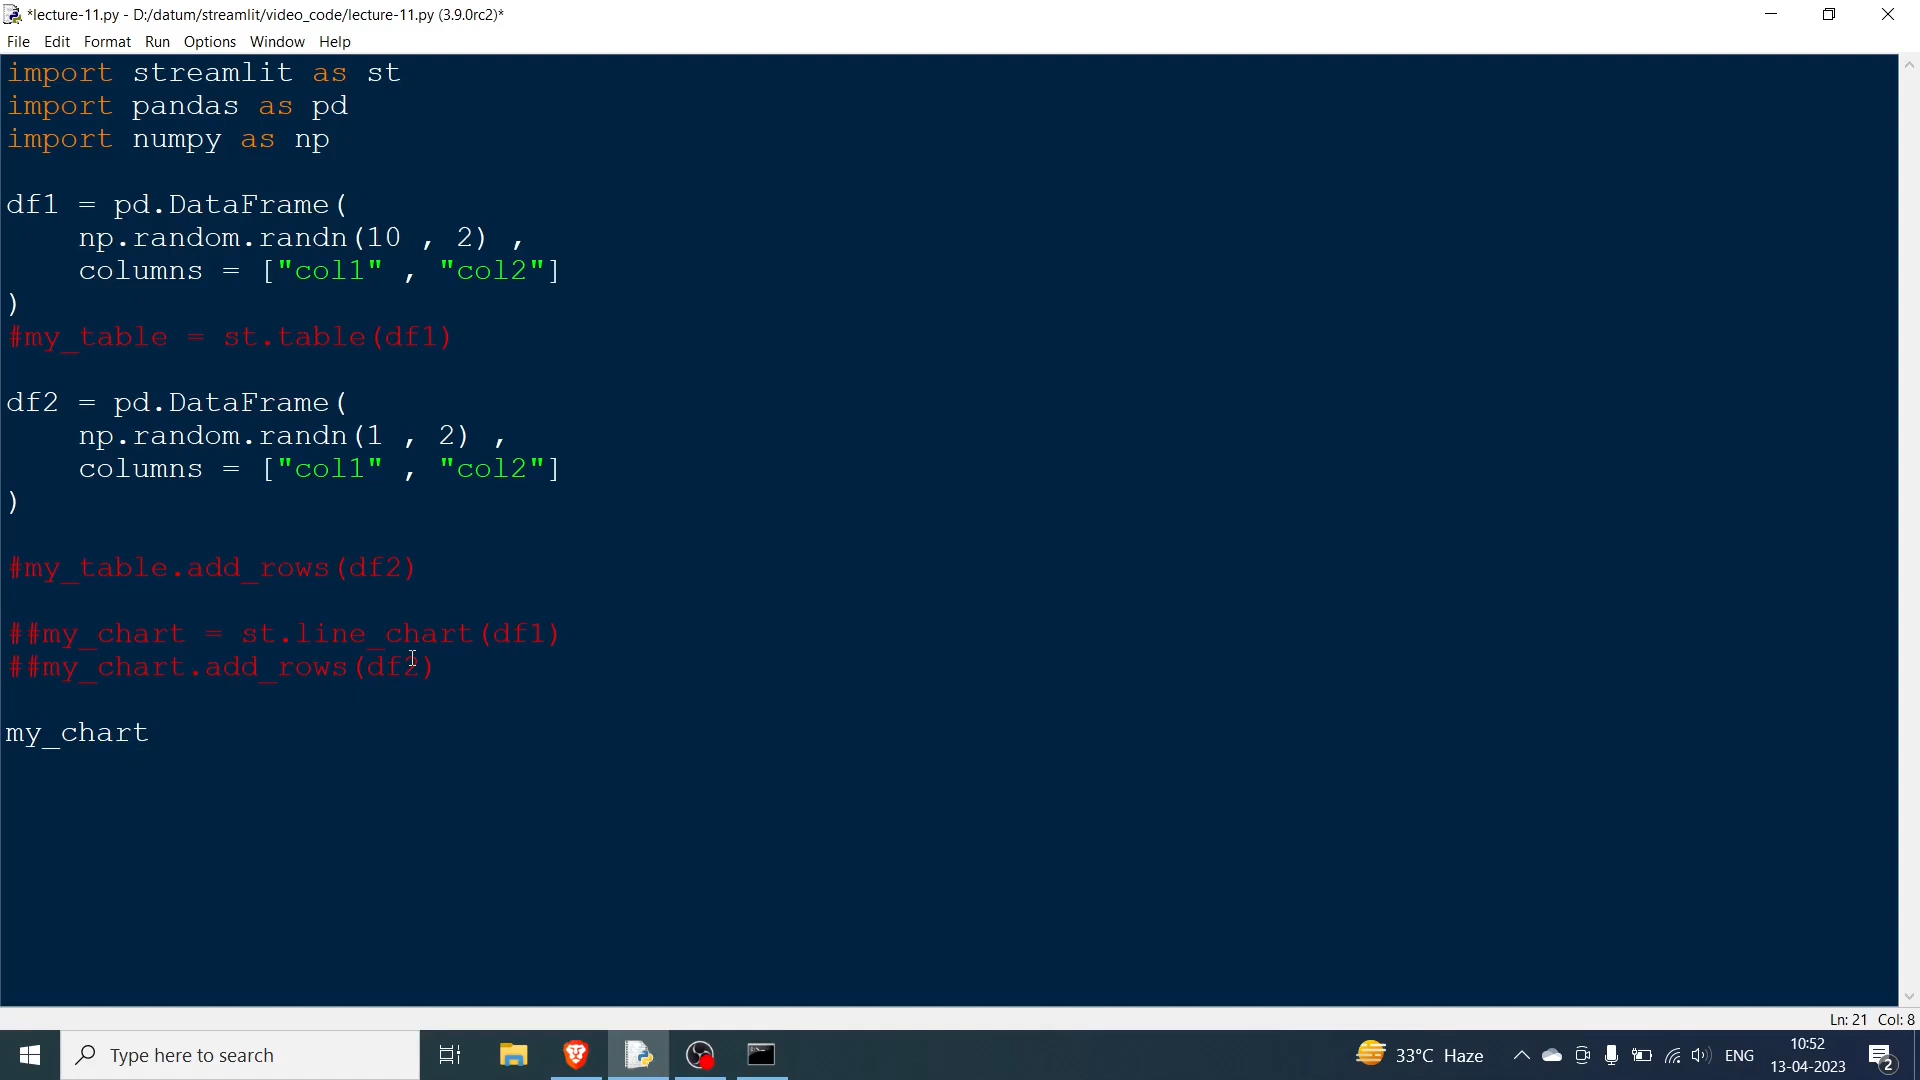 *lecture-11.py - D:/datum/streamlit/video_code/lecture-11.py (3.9.0rc2)*
File Edit Format Run Options Window Help
import streamlit as st
import pandas as pd
import numpy as np
df1 = pd.DataFrame(
np.random.randn(10 , 2) ,
columns = ["col1" , "col2"]
)
#my_table = st.table(df1)
df2 = pd.DataFrame(
np.random.randn(1 , 2) ,
columns = ["col1" , "col2"]
)
#my_table.add_rows(df2)
##my_chart = st.line_chart(df1)
##my_chart.add_rows(df2)
my_chart
Ln: 21 Col: 8
Type here to search
33°C Haze
ENG
10:52
13-04-2023
2